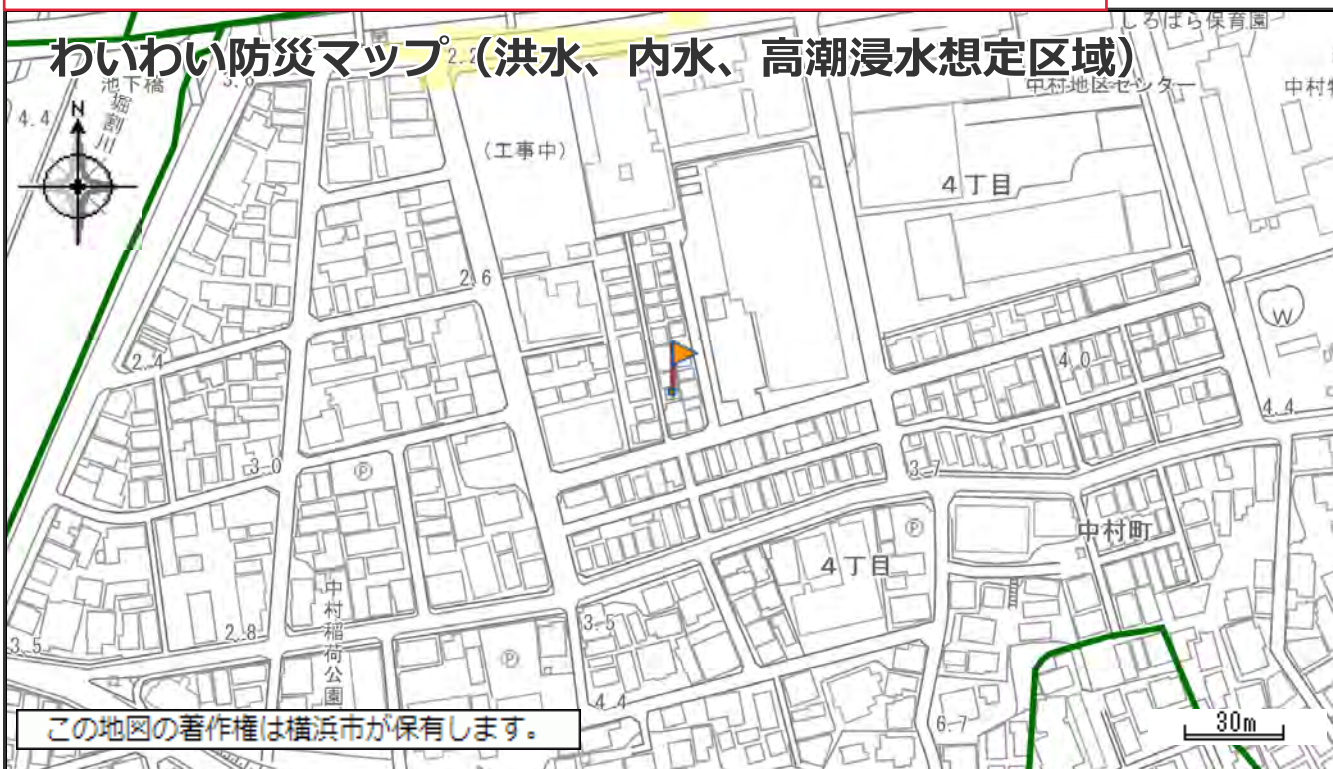 しろばら保育園
わいわい防災マップ（洪水、内水、高潮浸水想定区域）
2.2
池下橋
3.0
中村地区センター
中村特
4.4
堀割川
N
（工事中）
4丁目
2.6
2.4
4.0
W
4.4
3.0
P
3.7
P
中村町
4丁目
中村稲荷公園
3.5
2.8
3.5
P
4.4
6.7
この地図の著作権は横浜市が保有します。
30m